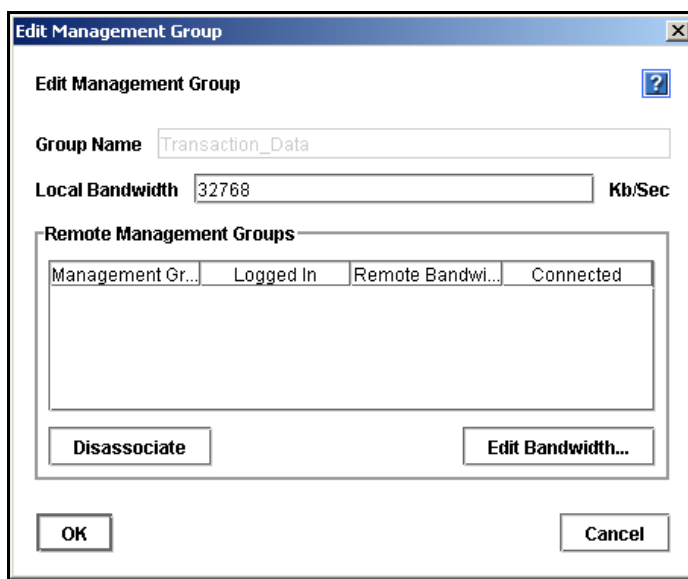 Edit Management Group
Edit Management Group
?
Group Name Transaction_Data
Local Bandwidth 32768 Kb/Sec
Remote Management Groups
Management Gr... Logged In Remote Bandwi... Connected
Disassociate Edit Bandwidth...
OK Cancel